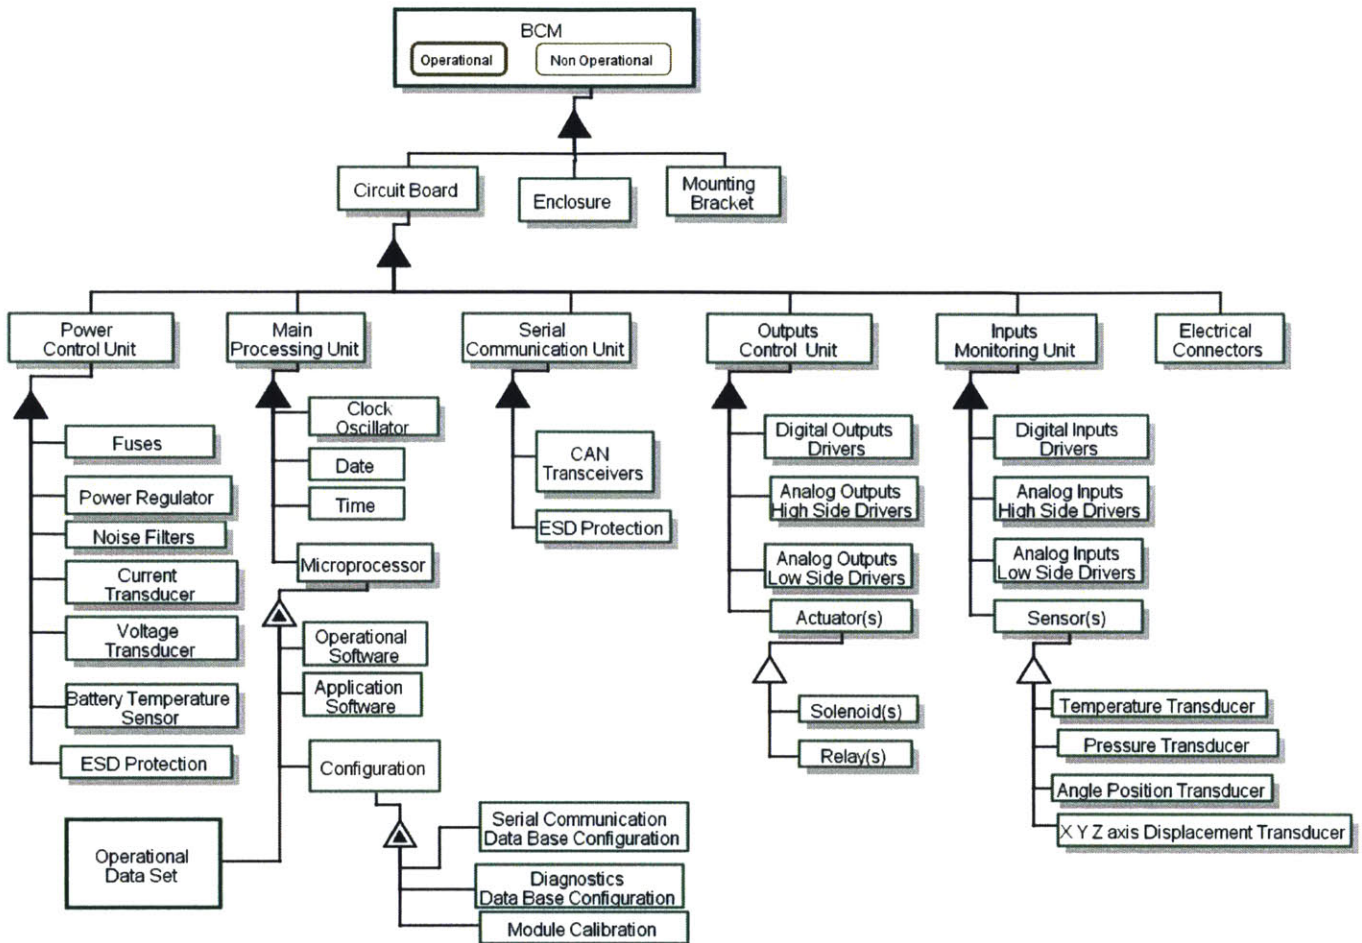 BCM
Operational
Non Operational
Circuit Board
Enclosure
Mounting
Bracket
Power
Control Unit
Main
Processing Unit
Serial
Communication Unit
Outputs
Control Unit
Inputs
Monitoring Unit
Electrical
Connectors
Fuses
Power Regulator
Noise Filters
Current
Transducer
Voltage
Transducer
Battery Temperature
Sensor
ESD Protection
Clock
Oscillator
Date
Time
Microprocessor
Operational
Software
Application
Software
Configuration
Operational
Data Set
Serial Communication
Data Base Configuration
Diagnostics
Data Base Configuration
Module Calibration
CAN
Transceivers
ESD Protection
Digital Outputs
Drivers
Analog Outputs
High Side Drivers
Analog Outputs
Low Side Drivers
Actuator(s)
Solenoid(s)
Relay(s)
Digital Inputs
Drivers
Analog Inputs
High Side Drivers
Analog Inputs
Low Side Drivers
Sensor(s)
Temperature Transducer
Pressure Transducer
Angle Position Transducer
X Y Z axis Displacement Transducer